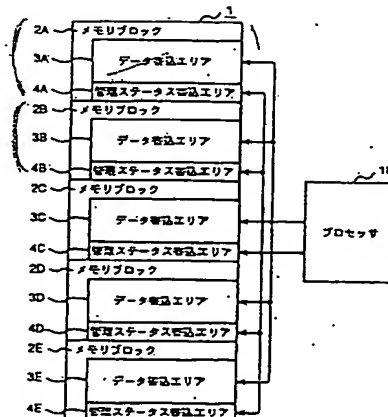 1
2A メモリブロック
3A データ書込エリア
4A 管理ステータス書込エリア
2B メモリブロック
3B データ書込エリア
4B 管理ステータス書込エリア
2C メモリブロック
3C データ書込エリア
4C 管理ステータス書込エリア
2D メモリブロック
3D データ書込エリア
4D 管理ステータス書込エリア
2E メモリブロック
3E データ書込エリア
4E 管理ステータス書込エリア
プロセッサ